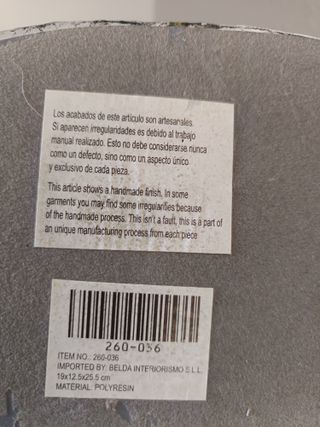 Los acabados de este artículo son artesanales.
Si aparecen irregularidades es debido al trabajo
manual realizado. Esto no debe considerarse nunca
como un defecto, sino como un aspecto único
y exclusivo de cada pieza.
This article shows a handmade finish. In some
garments you may find some irregularities because
of the handmade process. This isn't a fault, this is a part of
an unique manufacturing process from each piece
260-036
ITEM NO.: 260-036
IMPORTED BY: BELDA INTERIORISMO S.L.L.
19x12.5x25.5 cm
MATERIAL: POLYRESIN